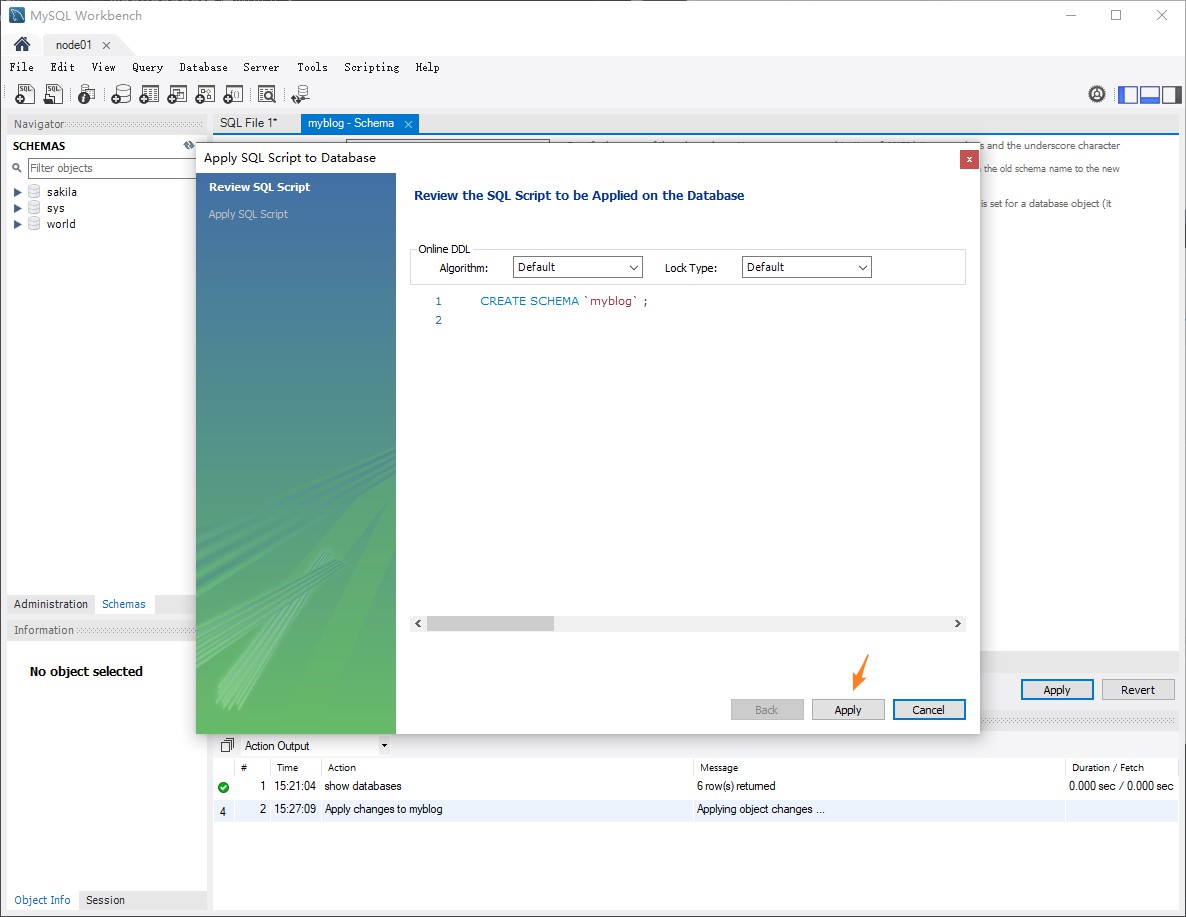 MySQL Workbench
node01
File Edit View Query Database Server Tools Scripting Help
Navigator
SQL File 1*
myblog - Schema
SCHEMAS
Filter objects
sakila
sys
world
s and the underscore character
the old schema name to the new
is set for a database object (it
Apply SQL Script to Database
Review SQL Script
Apply SQL Script
Review the SQL Script to be Applied on the Database
Online DDL
Algorithm: Default Lock Type: Default
1 CREATE SCHEMA `myblog` ;
2
Back Apply Cancel
Apply Revert
Administration Schemas
Information
No object selected
Action Output
# Time Action Message Duration / Fetch
1 15:21:04 show databases 6 row(s) returned 0.000 sec / 0.000 sec
4 2 15:27:09 Apply changes to myblog Applying object changes ...
Object Info Session